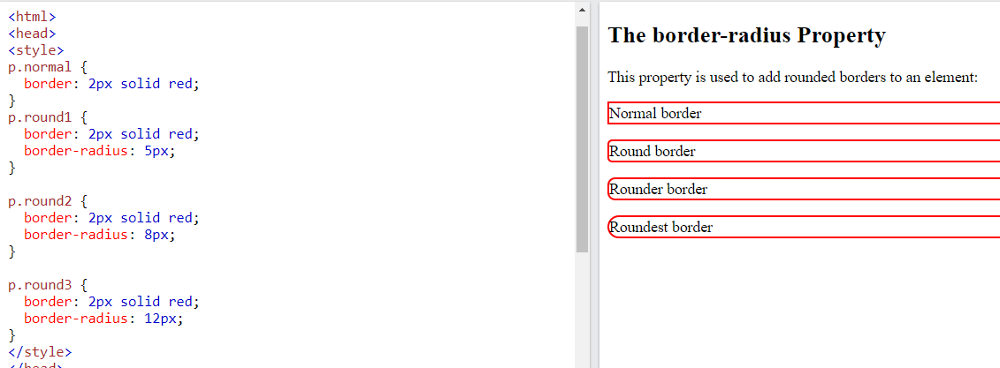 <html>
<head>
<style>
p.normal {
  border: 2px solid red;
}
p.round1 {
  border: 2px solid red;
  border-radius: 5px;
}

p.round2 {
  border: 2px solid red;
  border-radius: 8px;
}

p.round3 {
  border: 2px solid red;
  border-radius: 12px;
}
</style>
</head>
The border-radius Property
This property is used to add rounded borders to an element:
Normal border
Round border
Rounder border
Roundest border